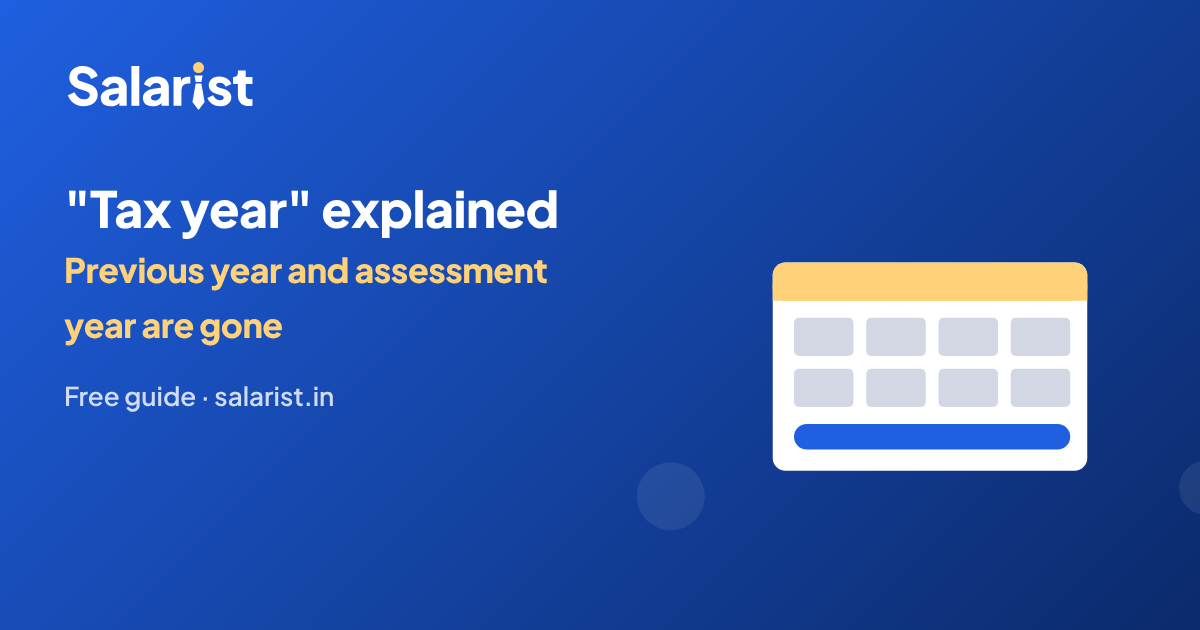 Salarist
"Tax year" explained
Previous year and assessment
year are gone
Free guide · salarist.in